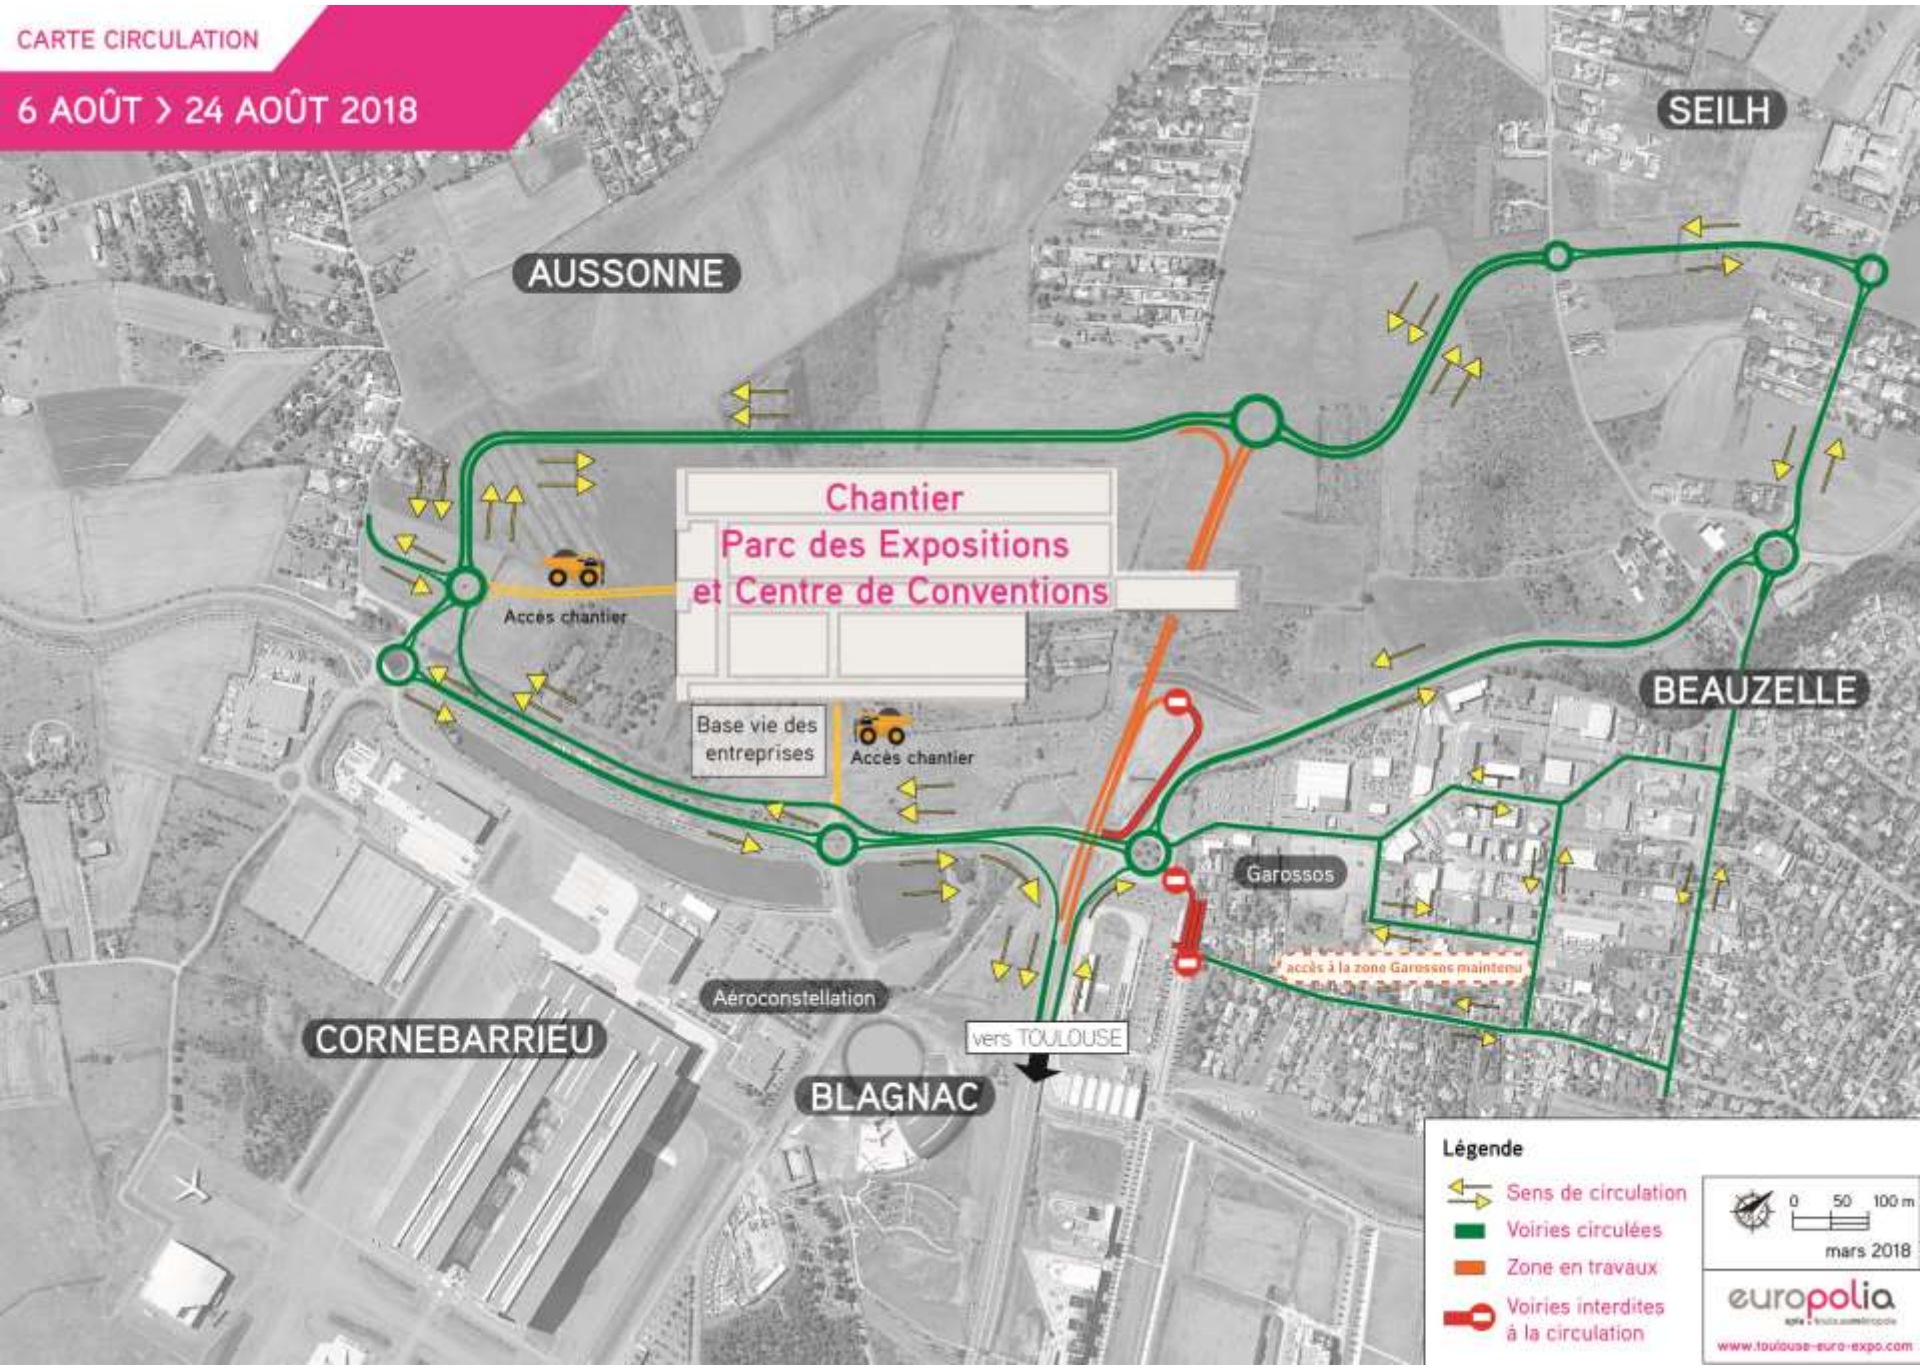 CARTE CIRCULATION
6 AOÛT > 24 AOÛT 2018
SEILH
AUSSONNE
Chantier
Parc des Expositions
et Centre de Conventions
Accès chantier
Base vie des
entreprises
Accès chantier
BEAUZELLE
Garossos
accès à la zone Garossos maintenu
Aéroconstellation
CORNEBARRIEU
vers TOULOUSE
BLAGNAC
Légende
Sens de circulation
Voiries circulées
Zone en travaux
Voiries interdites
à la circulation
0 50 100 m
mars 2018
europolia
www.toulouse-euro-expo.com